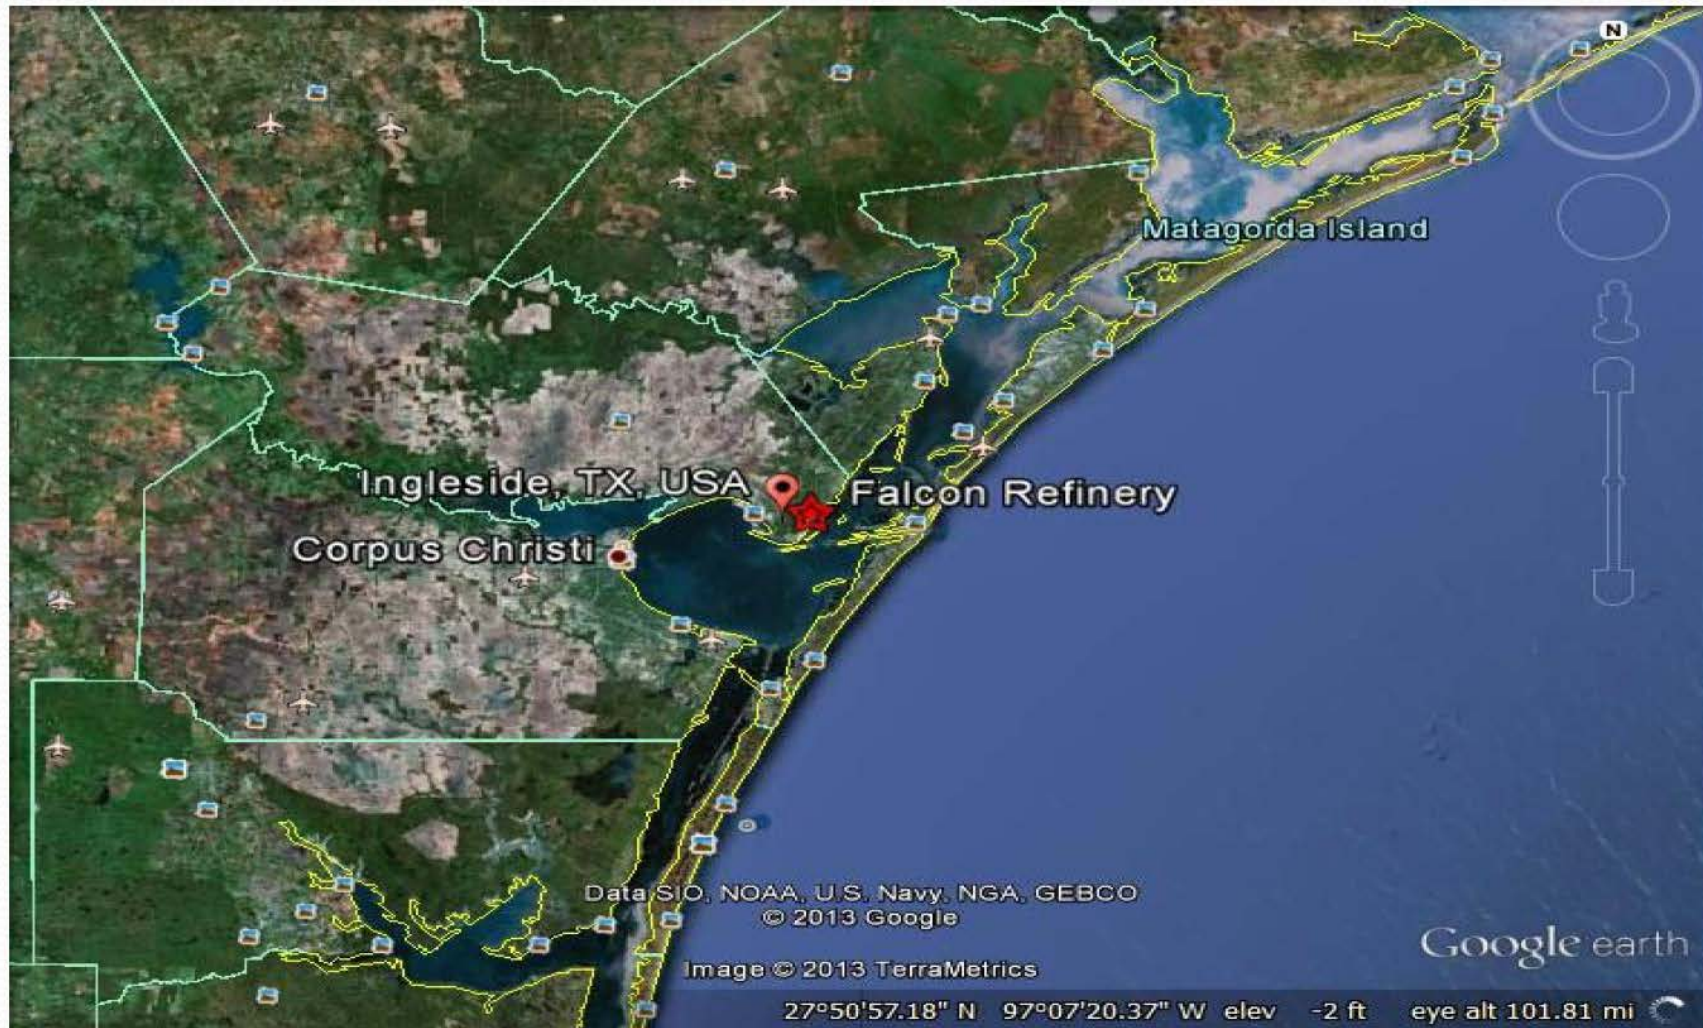 N
Matagorda Island
Ingleside, TX, USA
Falcon Refinery
Corpus Christi
Data SIO, NOAA, U.S. Navy, NGA, GEBCO
© 2013 Google
Google earth
Image © 2013 TerraMetrics
27°50'57.18" N 97°07'20.37" W elev -2 ft eye alt 101.81 mi